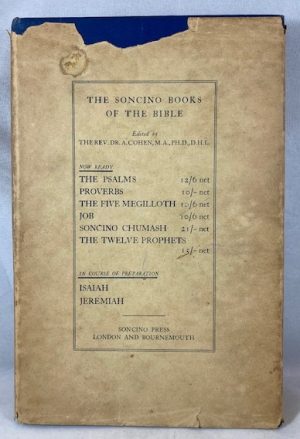 THE SONCINO BOOKS
OF THE BIBLE
Edited by
THE REV. DR. A. COHEN, M.A., PH.D., D.H.L.
NOW READY
THE PSALMS 12/6 net
PROVERBS 10/- net
THE FIVE MEGILLOTH 12/6 net
JOB 10/6 net
SONCINO CHUMASH 21/- net
THE TWELVE PROPHETS
15/- net
IN COURSE OF PREPARATION
ISAIAH
JEREMIAH
SONCINO PRESS
LONDON AND BOURNEMOUTH